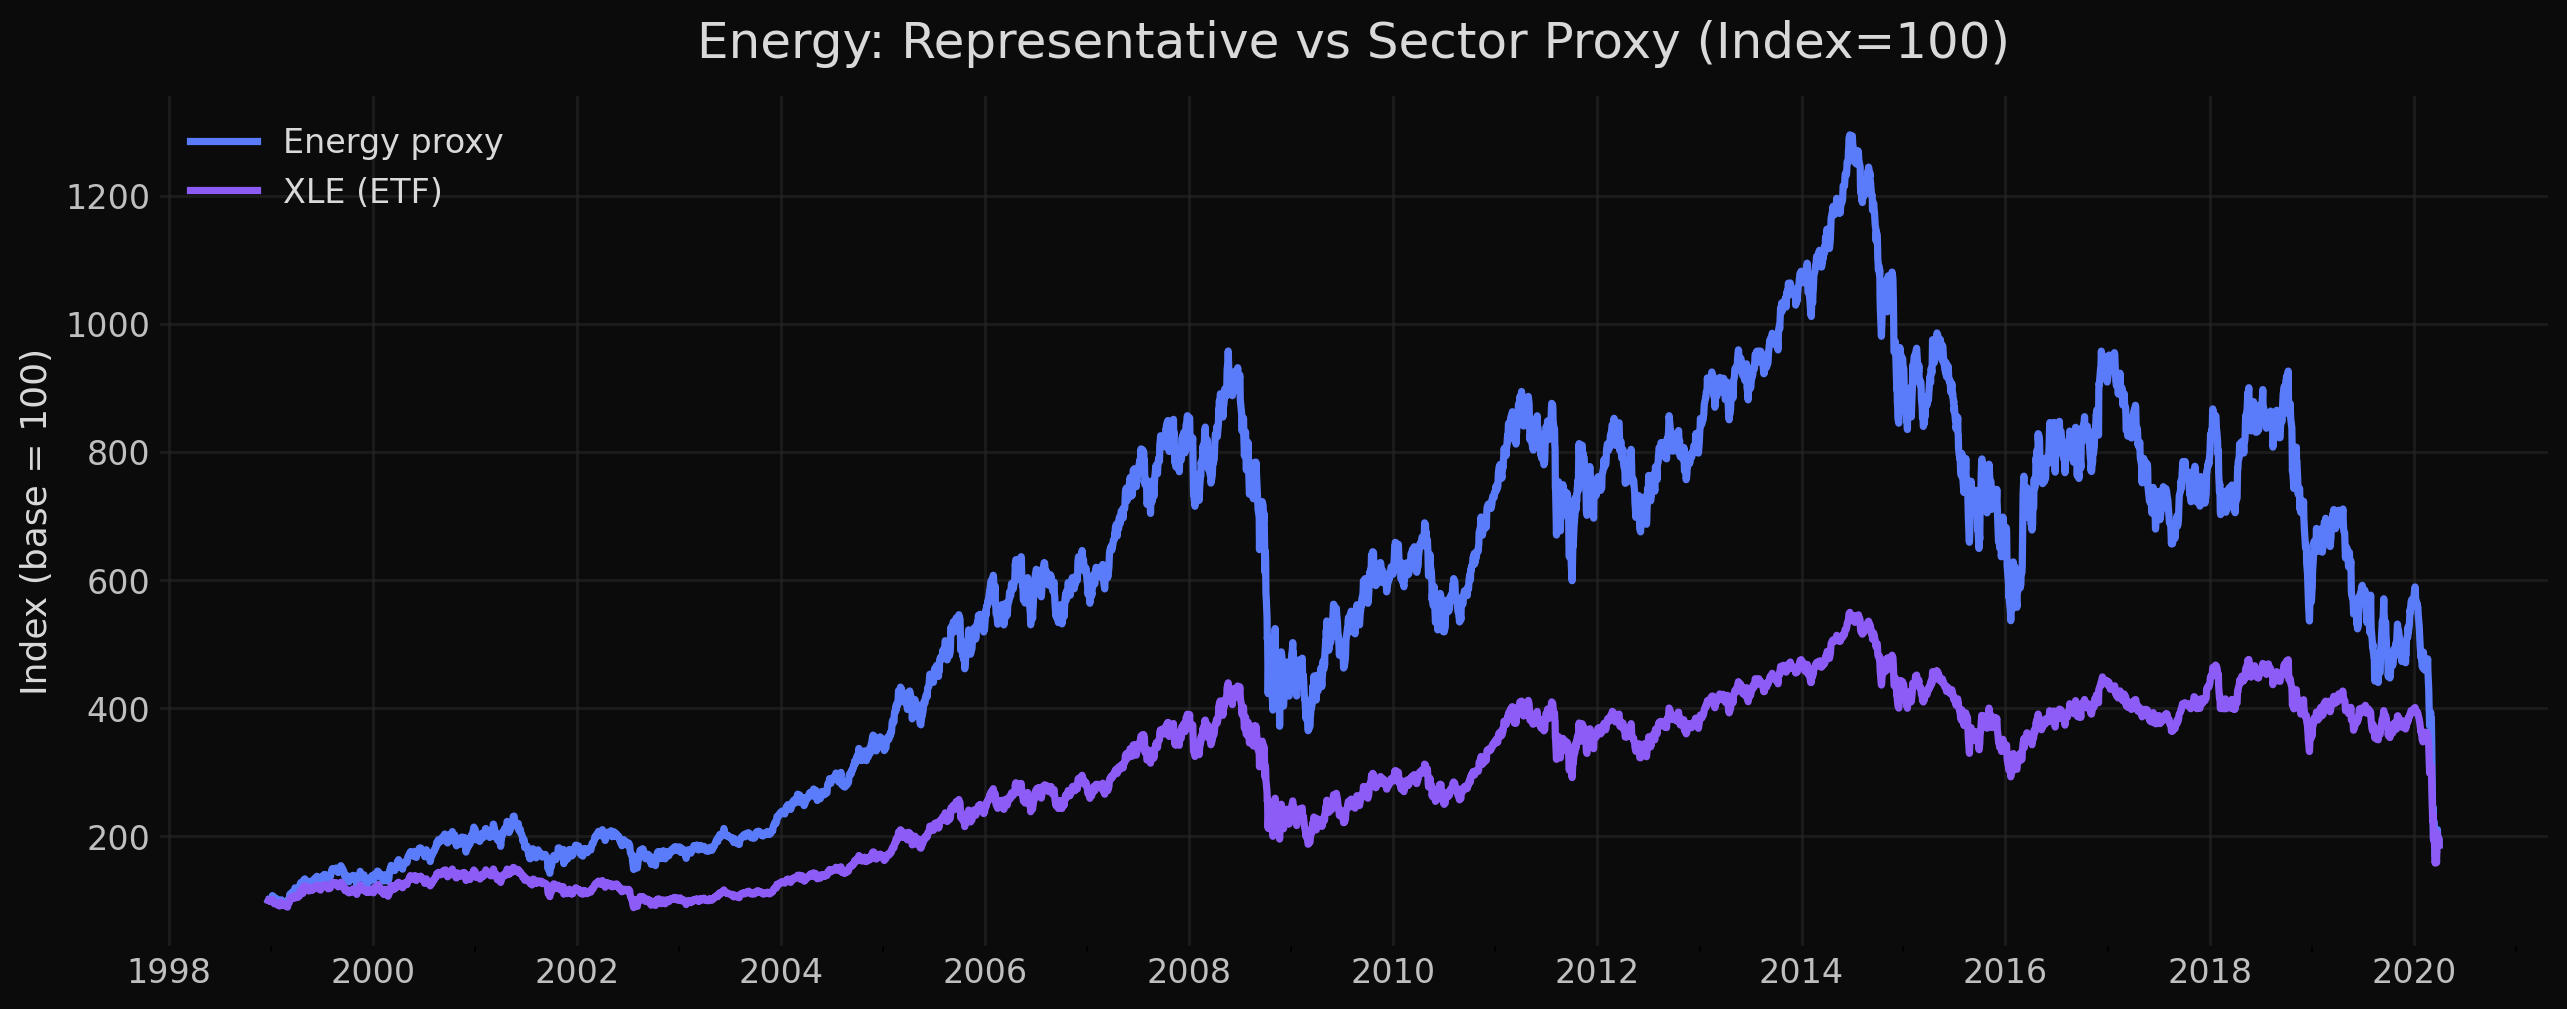 Energy: Representative vs Sector Proxy (Index=100)
Energy proxy
XLE (ETF)
Index (base = 100)
1200
1000
800
600
400
200
1998 2000 2002 2004 2006 2008 2010 2012 2014 2016 2018 2020